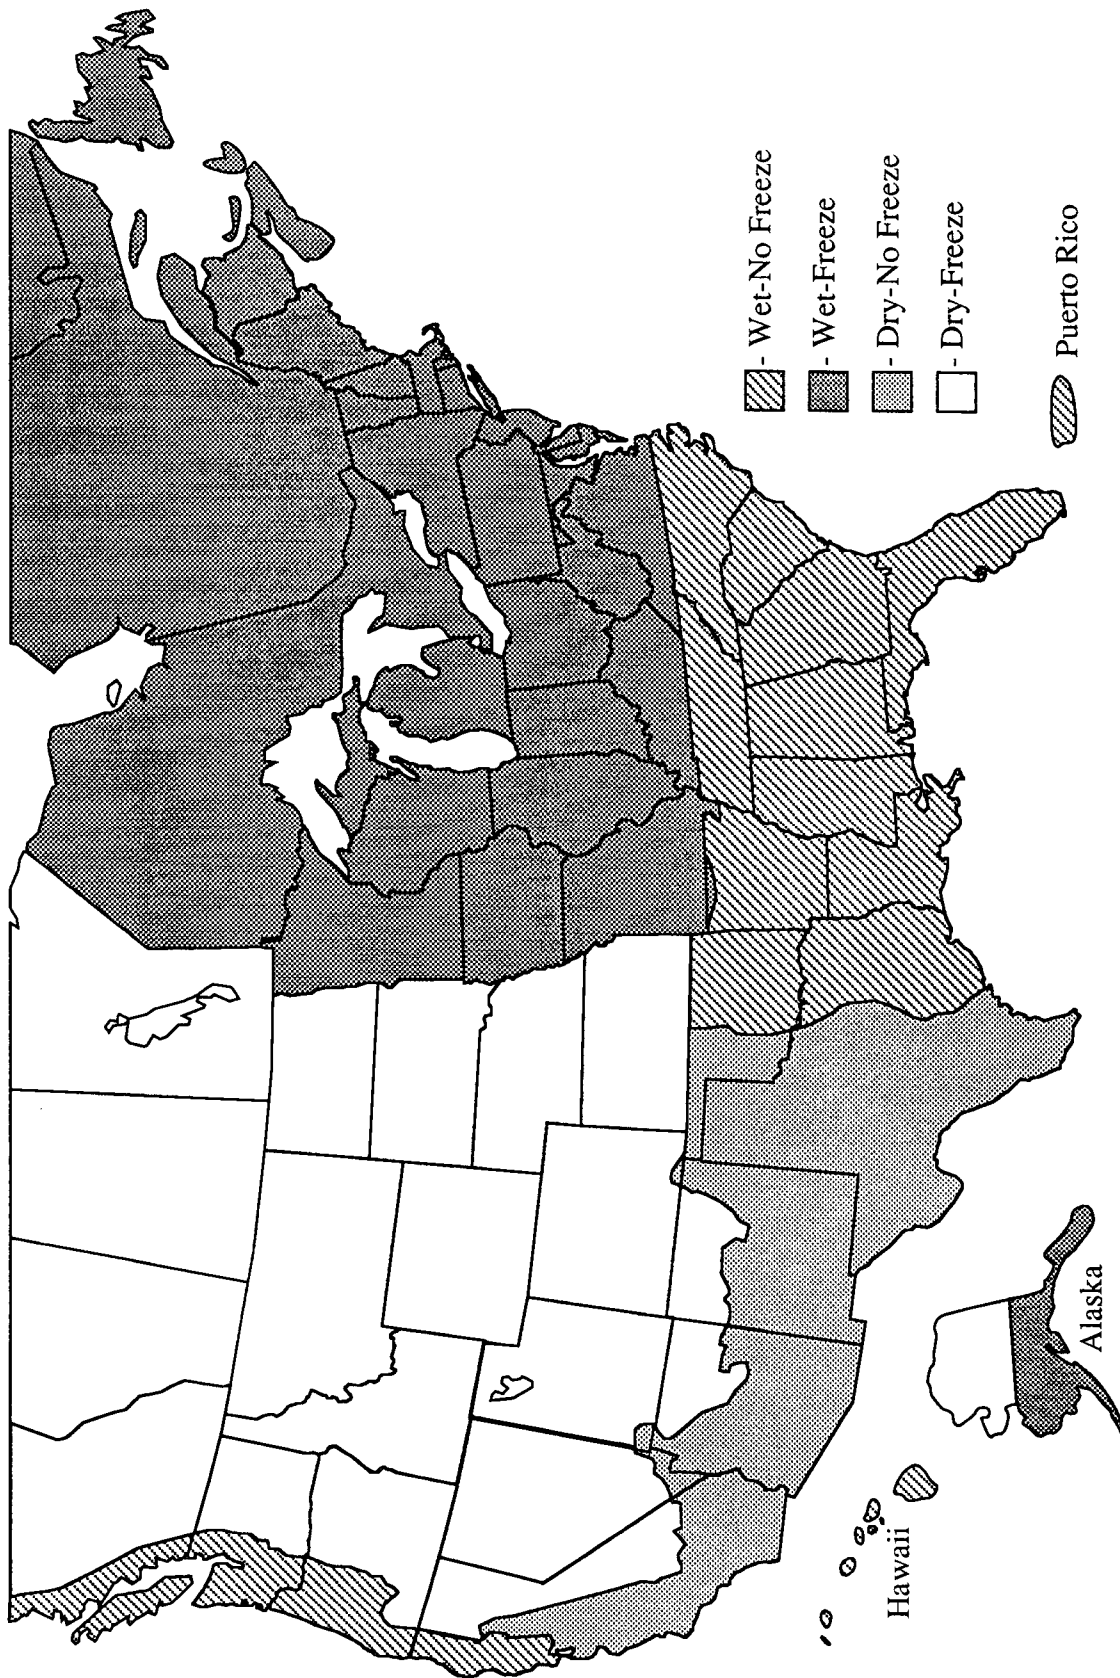 - Wet-No Freeze
- Wet-Freeze
- Dry-No Freeze
- Dry-Freeze
Puerto Rico
Alaska
Hawaii